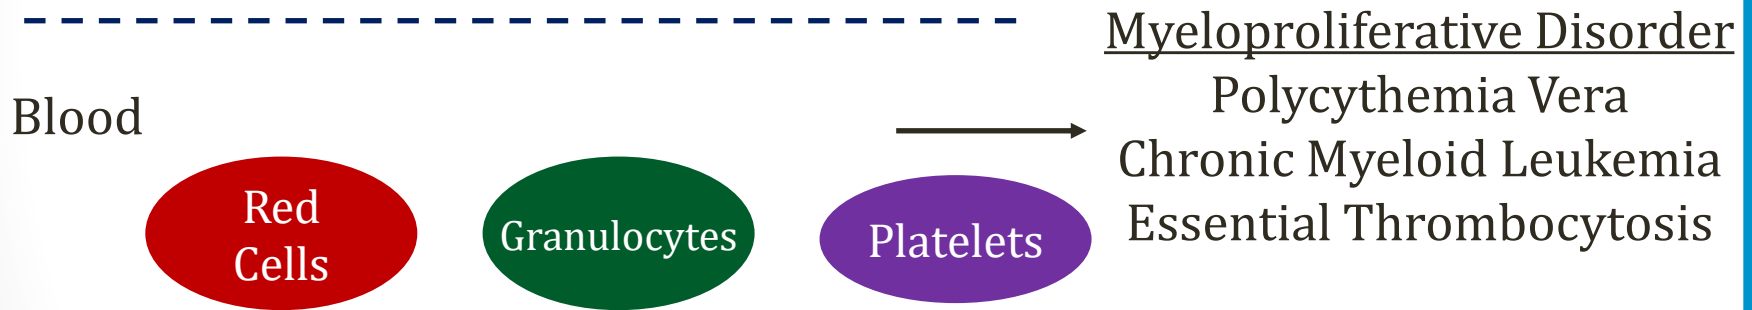 Myeloproliferative Disorder
Polycythemia Vera
Chronic Myeloid Leukemia
Essential Thrombocytosis
Blood
Red
Cells
Granulocytes
Platelets